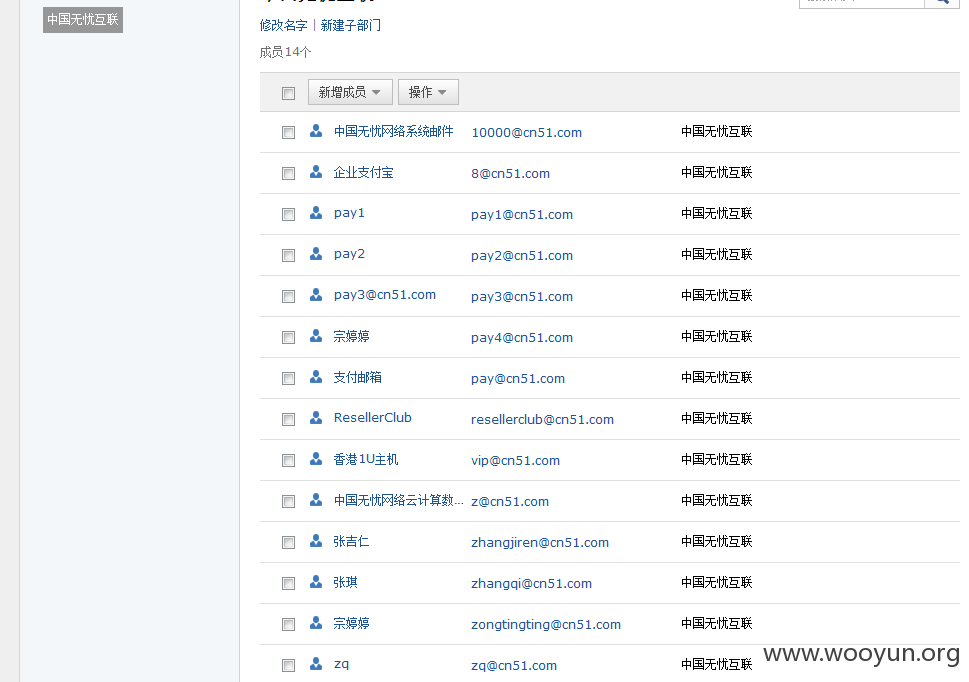 中国无忧互联
修改名字 | 新建子部门
成员14个
新增成员 操作
中国无忧网络系统邮件 10000@cn51.com 中国无忧互联
企业支付宝 8@cn51.com 中国无忧互联
pay1 pay1@cn51.com 中国无忧互联
pay2 pay2@cn51.com 中国无忧互联
pay3@cn51.com pay3@cn51.com 中国无忧互联
宗婷婷 pay4@cn51.com 中国无忧互联
支付邮箱 pay@cn51.com 中国无忧互联
ResellerClub resellerclub@cn51.com 中国无忧互联
香港1U主机 vip@cn51.com 中国无忧互联
中国无忧网络云计算数... z@cn51.com 中国无忧互联
张吉仁 zhangjiren@cn51.com 中国无忧互联
张琪 zhangqi@cn51.com 中国无忧互联
宗婷婷 zongtingting@cn51.com 中国无忧互联
zq zq@cn51.com 中国无忧互联
www.wooyun.org